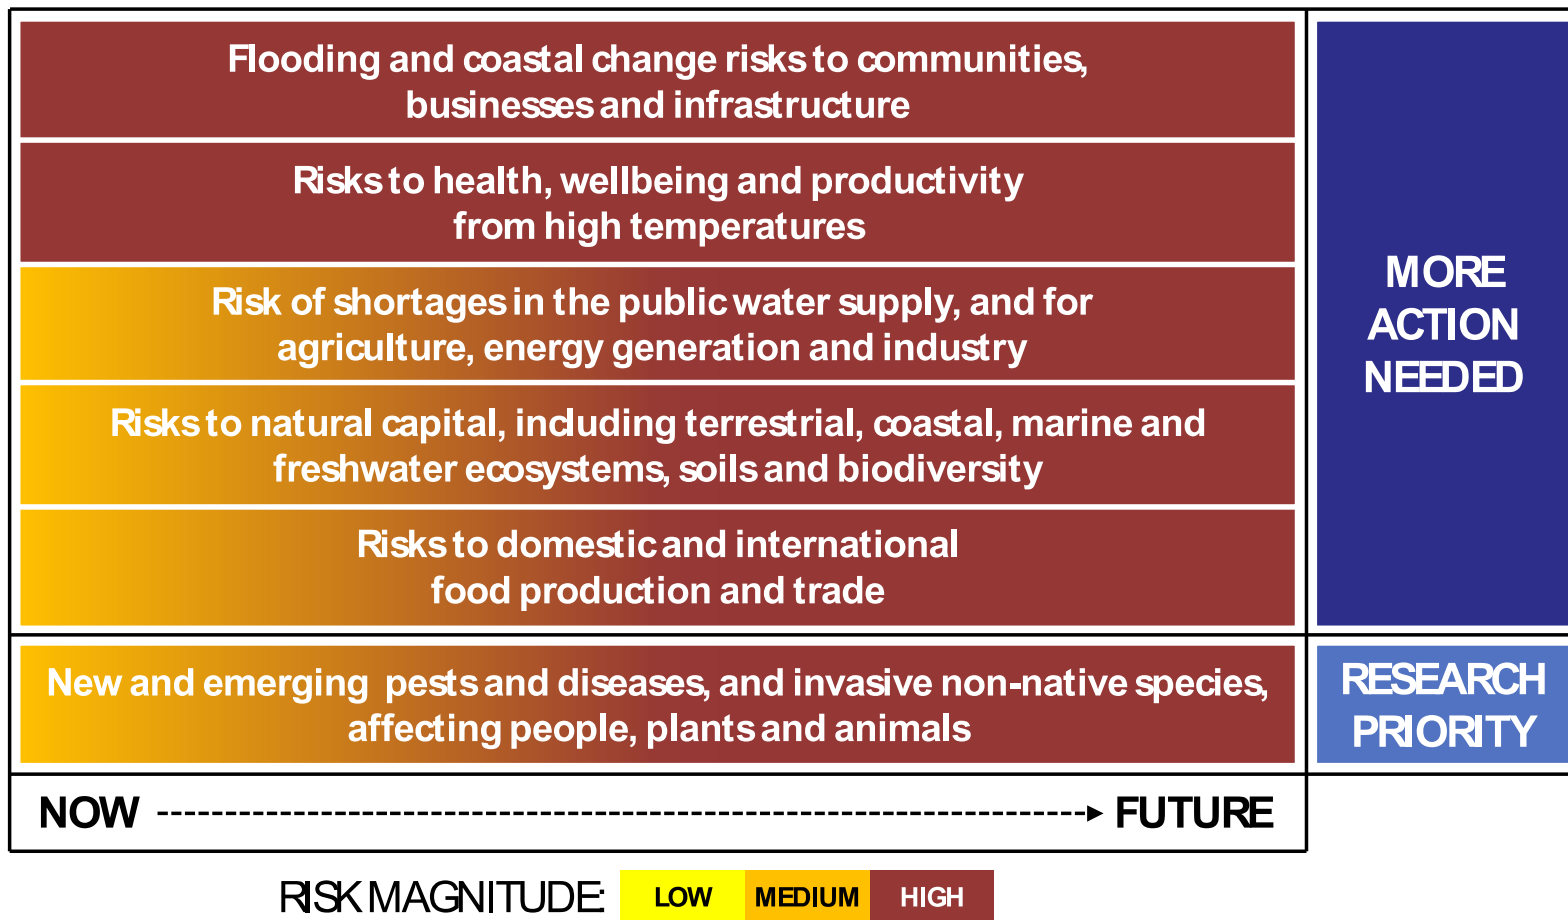 Flooding and coastal change risks to communities,
businesses and infrastructure
Risks to health, wellbeing and productivity
from high temperatures
Risk of shortages in the public water supply, and for
agriculture, energy generation and industry
Risks to natural capital, including terrestrial, coastal, marine and
freshwater ecosystems, soils and biodiversity
Risks to domestic and international
food production and trade
MORE
ACTION
NEEDED
New and emerging pests and diseases, and invasive non-native species,
affecting people, plants and animals
RESEARCH
PRIORITY
NOW FUTURE
RISK MAGNITUDE: LOW MEDIUM HIGH